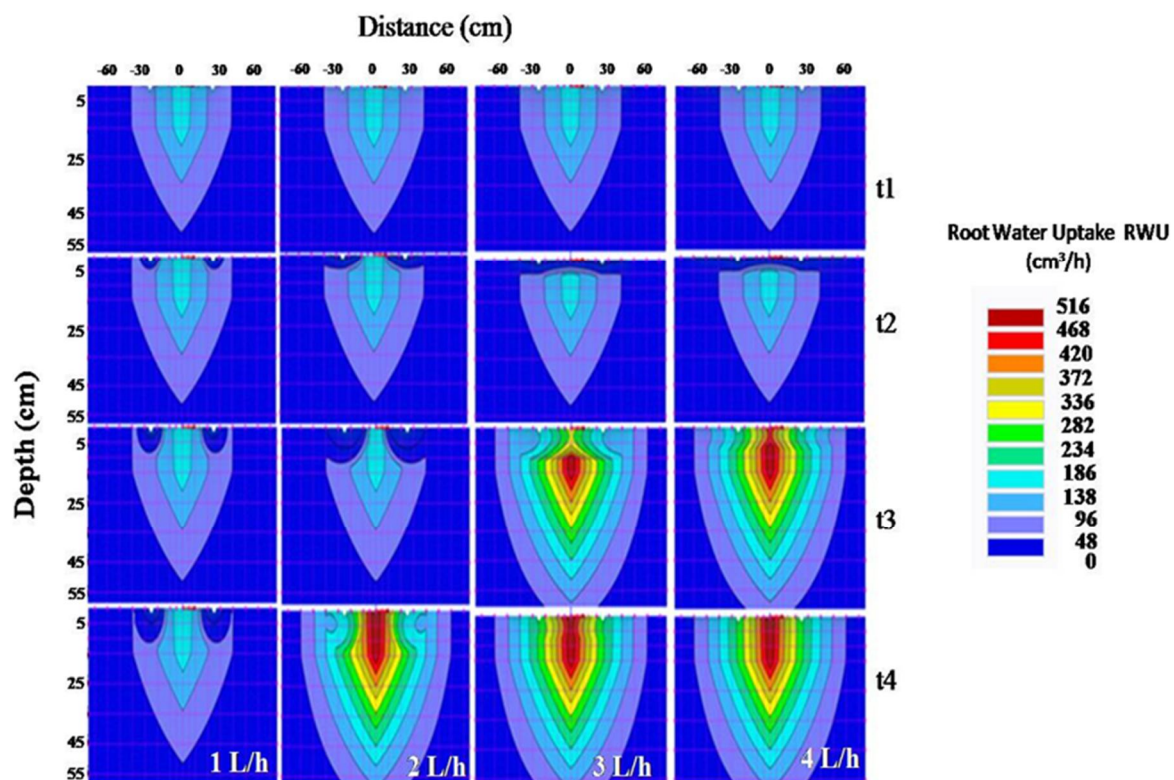 Distance (cm)
-60 -30 0 30 60 -60 -30 0 30 60 -60 -30 0 30 60 -60 -30 0 30 60
5
25
45
55
t1
5
25
45
55
t2
5
25
45
55
t3
5
25
45
55
t4
Depth (cm)
1 L/h 2 L/h 3 L/h 4 L/h
Root Water Uptake RWU
(cm³/h)
516
468
420
372
336
282
234
186
138
96
48
0